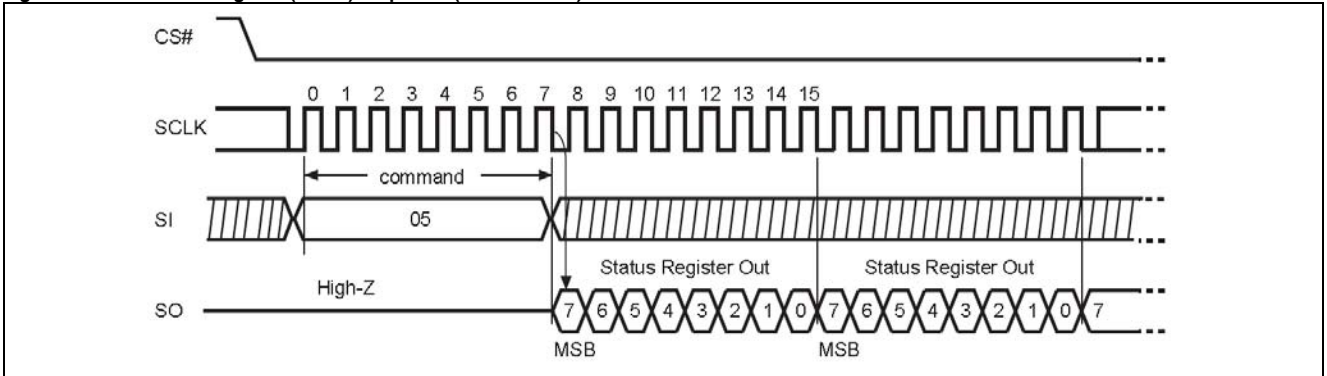 CS#
0 1 2 3 4 5 6 7 8 9 10 11 12 13 14 15
SCLK
command
SI 05
Status Register Out Status Register Out
High-Z
SO 7 6 5 4 3 2 1 0 7 6 5 4 3 2 1 0 7
MSB MSB